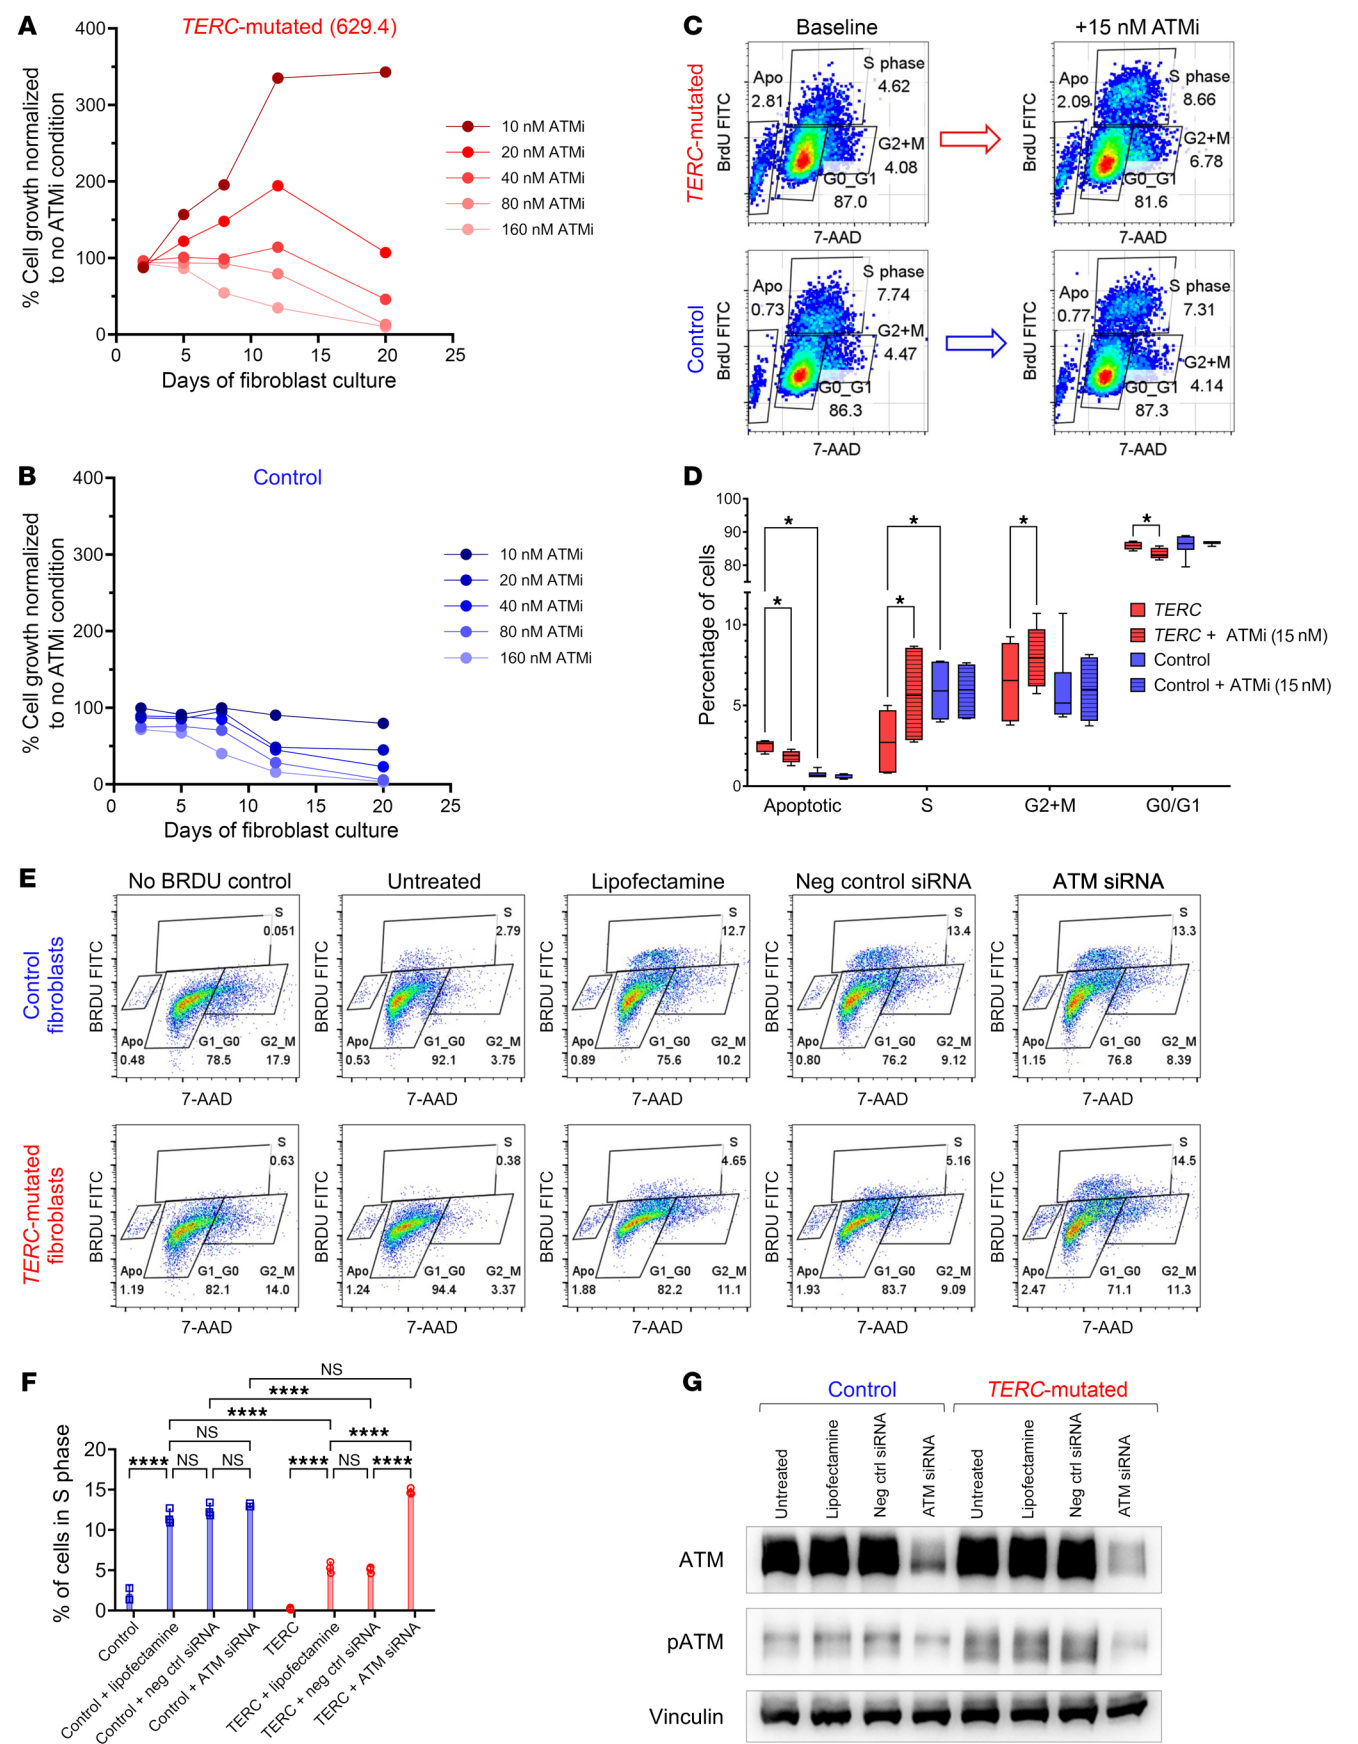 A
TERC-mutated (629.4)
% Cell growth normalized
to no ATMi condition
400
300
200
100
0
0 5 10 15 20 25
Days of fibroblast culture
10 nM ATMi
20 nM ATMi
40 nM ATMi
80 nM ATMi
160 nM ATMi
B
Control
% Cell growth normalized
to no ATMi condition
400
300
200
100
0
0 5 10 15 20 25
Days of fibroblast culture
10 nM ATMi
20 nM ATMi
40 nM ATMi
80 nM ATMi
160 nM ATMi
C
Baseline
+15 nM ATMi
TERC-mutated
BrdU FITC
Apo
2.81
S phase
4.62
G2+M
4.08
G0_G1
87.0
7-AAD
BrdU FITC
Apo
2.09
S phase
8.66
G2+M
6.78
G0_G1
81.6
7-AAD
Control
BrdU FITC
Apo
0.73
S phase
7.74
G2+M
4.47
G0_G1
86.3
7-AAD
BrdU FITC
Apo
0.77
S phase
7.31
G2+M
4.14
G0_G1
87.3
7-AAD
D
Percentage of cells
100
90
80
10
5
0
* * * * * *
Apoptotic S G2+M G0/G1
TERC
TERC + ATMi (15 nM)
Control
Control + ATMi (15 nM)
E
No BRDU control
Untreated
Lipofectamine
Neg control siRNA
ATM siRNA
Control
fibroblasts
BRDU FITC
S
0.051
Apo
0.48
G1_G0
78.5
G2_M
17.9
7-AAD
BRDU FITC
S
2.79
Apo
0.53
G1_G0
92.1
G2_M
3.75
7-AAD
BRDU FITC
S
12.7
Apo
0.89
G1_G0
75.6
G2_M
10.2
7-AAD
BRDU FITC
S
13.4
Apo
0.80
G1_G0
76.2
G2_M
9.12
7-AAD
BRDU FITC
S
13.3
Apo
1.15
G1_G0
76.8
G2_M
8.39
7-AAD
TERC-mutated
fibroblasts
BRDU FITC
S
0.63
Apo
1.19
G1_G0
82.1
G2_M
14.0
7-AAD
BRDU FITC
S
0.38
Apo
1.24
G1_G0
94.4
G2_M
3.37
7-AAD
BRDU FITC
S
4.65
Apo
1.88
G1_G0
82.2
G2_M
11.1
7-AAD
BRDU FITC
S
5.16
Apo
1.93
G1_G0
83.7
G2_M
9.09
7-AAD
BRDU FITC
S
14.5
Apo
2.47
G1_G0
71.1
G2_M
11.3
7-AAD
F
NS
****
****
NS ****
**** NS NS **** NS ****
% of cells in S phase
20
15
10
5
0
Control
Control + lipofectamine
Control + neg ctrl siRNA
Control + ATM siRNA
TERC
TERC + lipofectamine
TERC + neg ctrl siRNA
TERC + ATM siRNA
G
Control
TERC-mutated
Untreated
Lipofectamine
Neg ctrl siRNA
ATM siRNA
Untreated
Lipofectamine
Neg ctrl siRNA
ATM siRNA
ATM
pATM
Vinculin